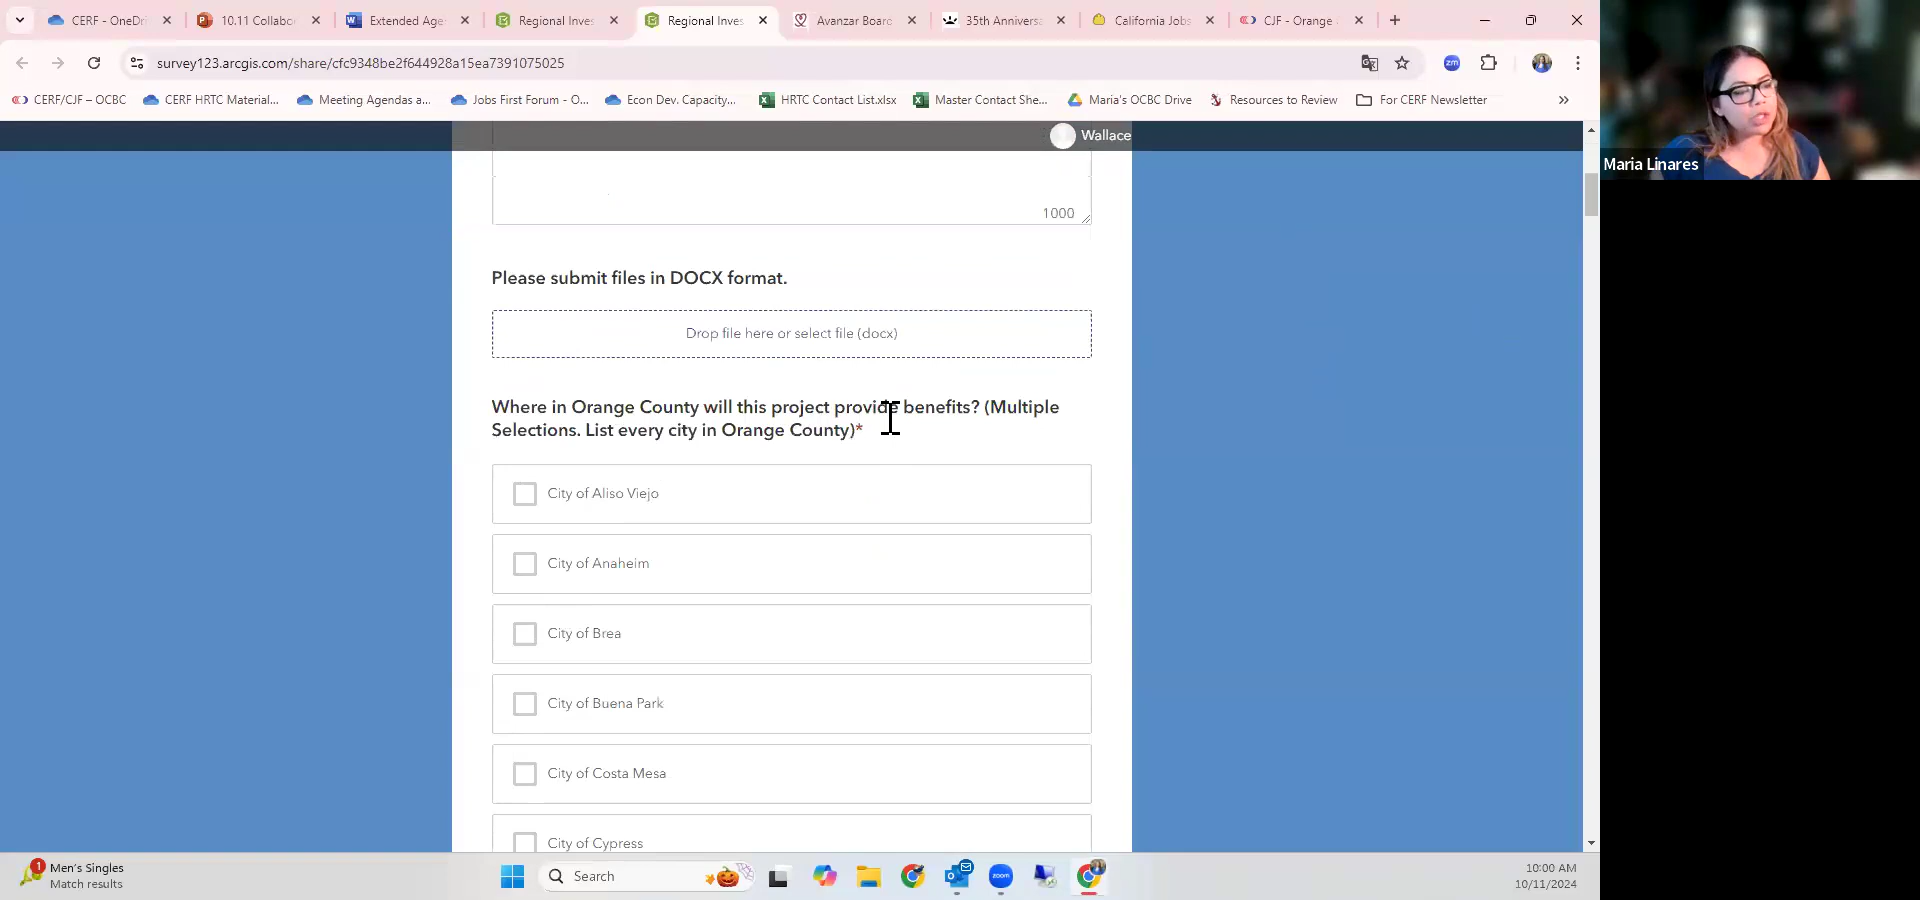 CERF - OneDri
10.11 Collabo
Extended Age
Regional Inves
Regional Inves
Avanzar Board
35th Anniversa
California Jobs
CJF - Orange
survey123.arcgis.com/share/cfc9348be2f644928a15ea7391075025
zm
CERF/CJF – OCBC
CERF HRTC Material...
Meeting Agendas a...
Jobs First Forum - O...
Econ Dev. Capacity...
HRTC Contact List.xlsx
Master Contact She...
Maria's OCBC Drive
Resources to Review
For CERF Newsletter
Wallace
Maria Linares
1000
Please submit files in DOCX format.
Drop file here or select file (docx)
Where in Orange County will this project provide benefits? (Multiple
Selections. List every city in Orange County)*
City of Aliso Viejo
City of Anaheim
City of Brea
City of Buena Park
City of Costa Mesa
City of Cypress
1
Men's Singles
Match results
Search
zoom
10:00 AM
10/11/2024